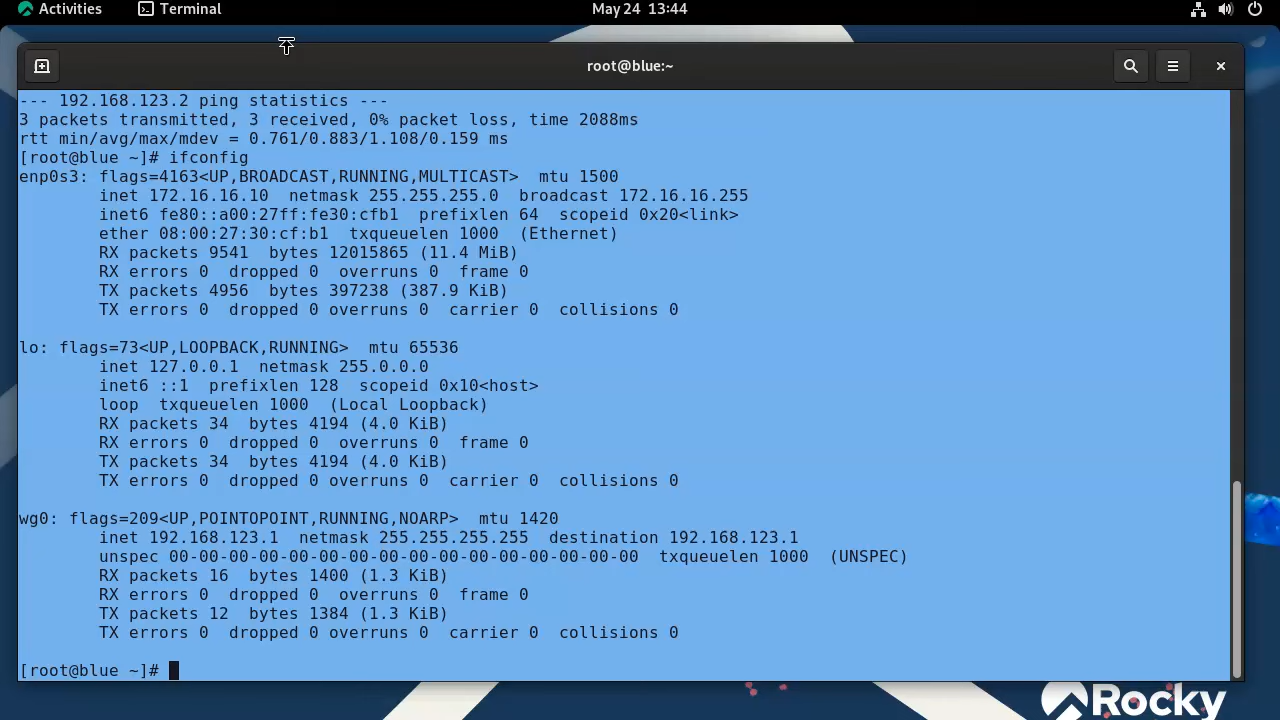 Activities Terminal May 24 13:44
root@blue:~
--- 192.168.123.2 ping statistics ---
3 packets transmitted, 3 received, 0% packet loss, time 2088ms
rtt min/avg/max/mdev = 0.761/0.883/1.108/0.159 ms
[root@blue ~]# ifconfig
enp0s3: flags=4163<UP,BROADCAST,RUNNING,MULTICAST>  mtu 1500
        inet 172.16.16.10  netmask 255.255.255.0  broadcast 172.16.16.255
        inet6 fe80::a00:27ff:fe30:cfb1  prefixlen 64  scopeid 0x20<link>
        ether 08:00:27:30:cf:b1  txqueuelen 1000  (Ethernet)
        RX packets 9541  bytes 12015865 (11.4 MiB)
        RX errors 0  dropped 0  overruns 0  frame 0
        TX packets 4956  bytes 397238 (387.9 KiB)
        TX errors 0  dropped 0 overruns 0  carrier 0  collisions 0

lo: flags=73<UP,LOOPBACK,RUNNING>  mtu 65536
        inet 127.0.0.1  netmask 255.0.0.0
        inet6 ::1  prefixlen 128  scopeid 0x10<host>
        loop  txqueuelen 1000  (Local Loopback)
        RX packets 34  bytes 4194 (4.0 KiB)
        RX errors 0  dropped 0  overruns 0  frame 0
        TX packets 34  bytes 4194 (4.0 KiB)
        TX errors 0  dropped 0 overruns 0  carrier 0  collisions 0

wg0: flags=209<UP,POINTOPOINT,RUNNING,NOARP>  mtu 1420
        inet 192.168.123.1  netmask 255.255.255.255  destination 192.168.123.1
        unspec 00-00-00-00-00-00-00-00-00-00-00-00-00-00-00-00  txqueuelen 1000  (UNSPEC)
        RX packets 16  bytes 1400 (1.3 KiB)
        RX errors 0  dropped 0  overruns 0  frame 0
        TX packets 12  bytes 1384 (1.3 KiB)
        TX errors 0  dropped 0 overruns 0  carrier 0  collisions 0

[root@blue ~]#
Rocky